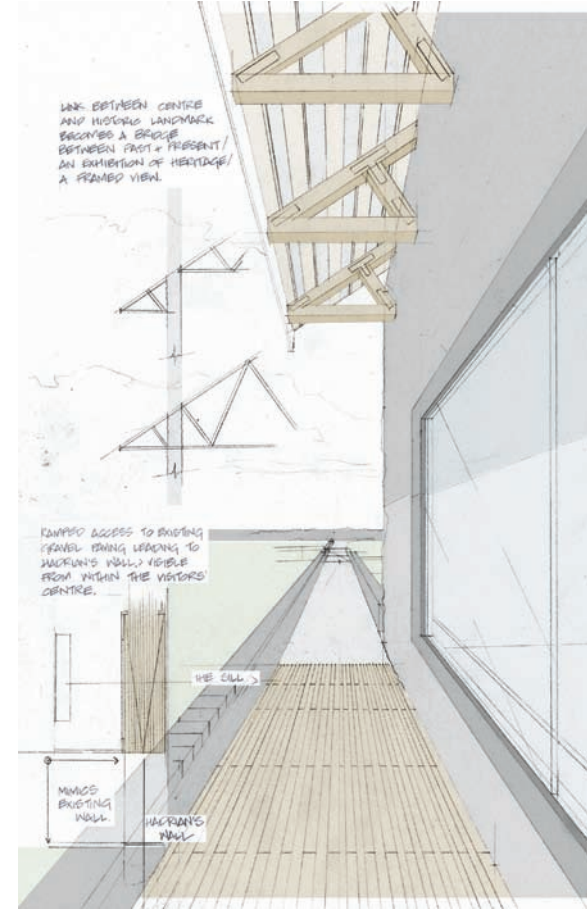 LINK BETWEEN CENTRE
AND HISTORIC LANDMARK
BECOMES A BRIDGE
BETWEEN PAST + PRESENT/
AN EXHIBITION OF HERITAGE/
A FRAMED VIEW.
RAMPED ACCESS TO EXISTING
GRAVEL PAVING LEADING TO
HADRIAN'S WALL, VISIBLE
FROM WITHIN THE VISITORS'
CENTRE.
THE SILL >
MIMICS
EXISTING
WALL.
HADRIAN'S
WALL